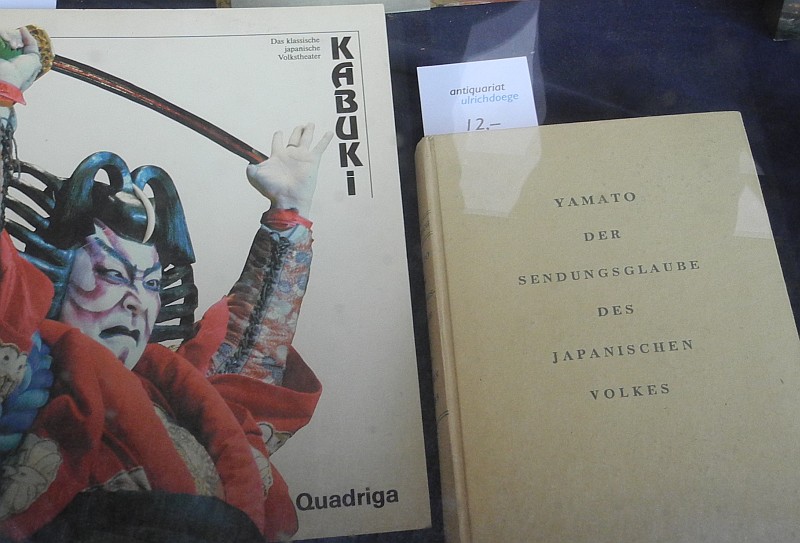 Das klassische
japanische
Volkstheater
KABUKi
Quadriga
antiquariat
ulrichdoege
12,–
YAMATO
DER
SENDUNGSGLAUBE
DES
JAPANISCHEN
VOLKES